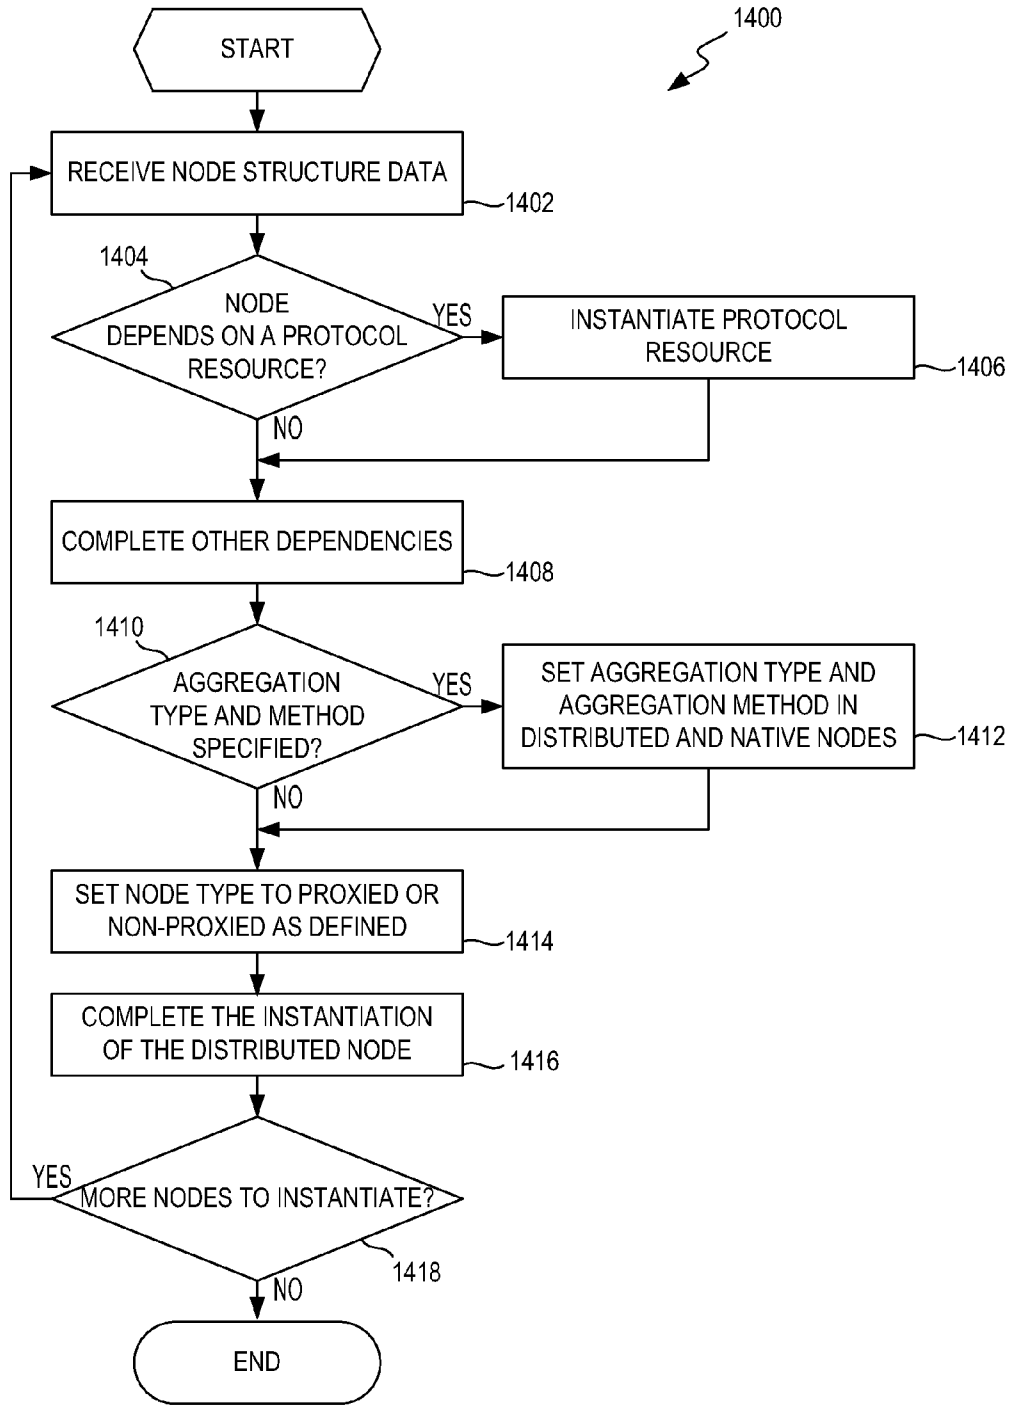 START
1400
RECEIVE NODE STRUCTURE DATA
1402
1404
NODE
DEPENDS ON A PROTOCOL
RESOURCE?
YES
INSTANTIATE PROTOCOL
RESOURCE
1406
NO
COMPLETE OTHER DEPENDENCIES
1408
1410
AGGREGATION
TYPE AND METHOD
SPECIFIED?
YES
SET AGGREGATION TYPE AND
AGGREGATION METHOD IN
DISTRIBUTED AND NATIVE NODES
1412
NO
SET NODE TYPE TO PROXIED OR
NON-PROXIED AS DEFINED
1414
COMPLETE THE INSTANTIATION
OF THE DISTRIBUTED NODE
1416
YES
MORE NODES TO INSTANTIATE?
1418
NO
END